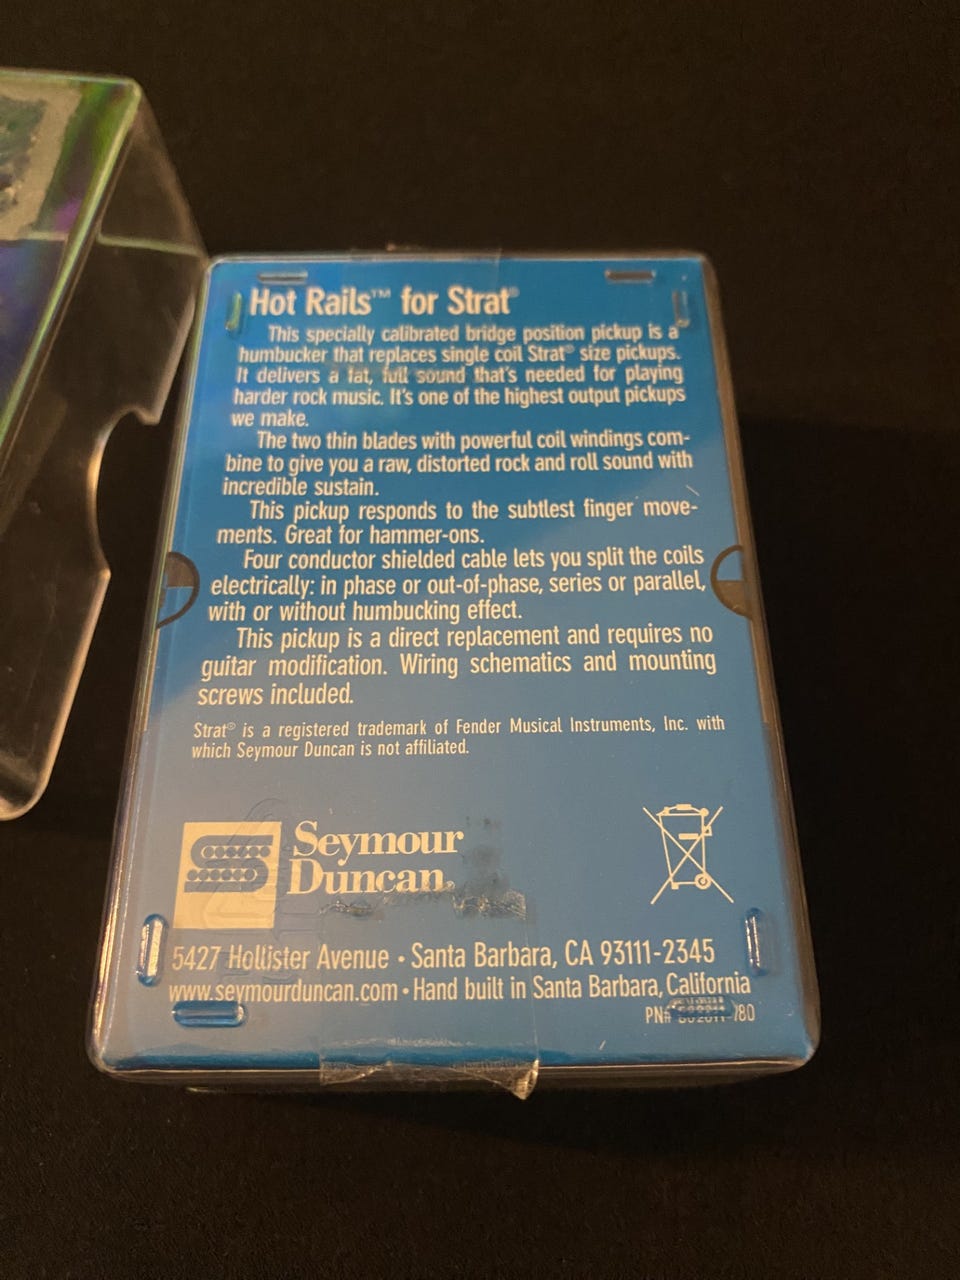 Hot Rails™ for Strat®
This specially calibrated bridge position pickup is a
humbucker that replaces single coil Strat® size pickups.
It delivers a fat, full sound that's needed for playing
harder rock music. It's one of the highest output pickups
we make.
The two thin blades with powerful coil windings com-
bine to give you a raw, distorted rock and roll sound with
incredible sustain.
This pickup responds to the subtlest finger move-
ments. Great for hammer-ons.
Four conductor shielded cable lets you split the coils
electrically: in phase or out-of-phase, series or parallel,
with or without humbucking effect.
This pickup is a direct replacement and requires no
guitar modification. Wiring schematics and mounting
screws included.
Strat® is a registered trademark of Fender Musical Instruments, Inc. with
which Seymour Duncan is not affiliated.
Seymour
Duncan®
5427 Hollister Avenue • Santa Barbara, CA 93111-2345
www.seymourduncan.com • Hand built in Santa Barbara, California
PN#